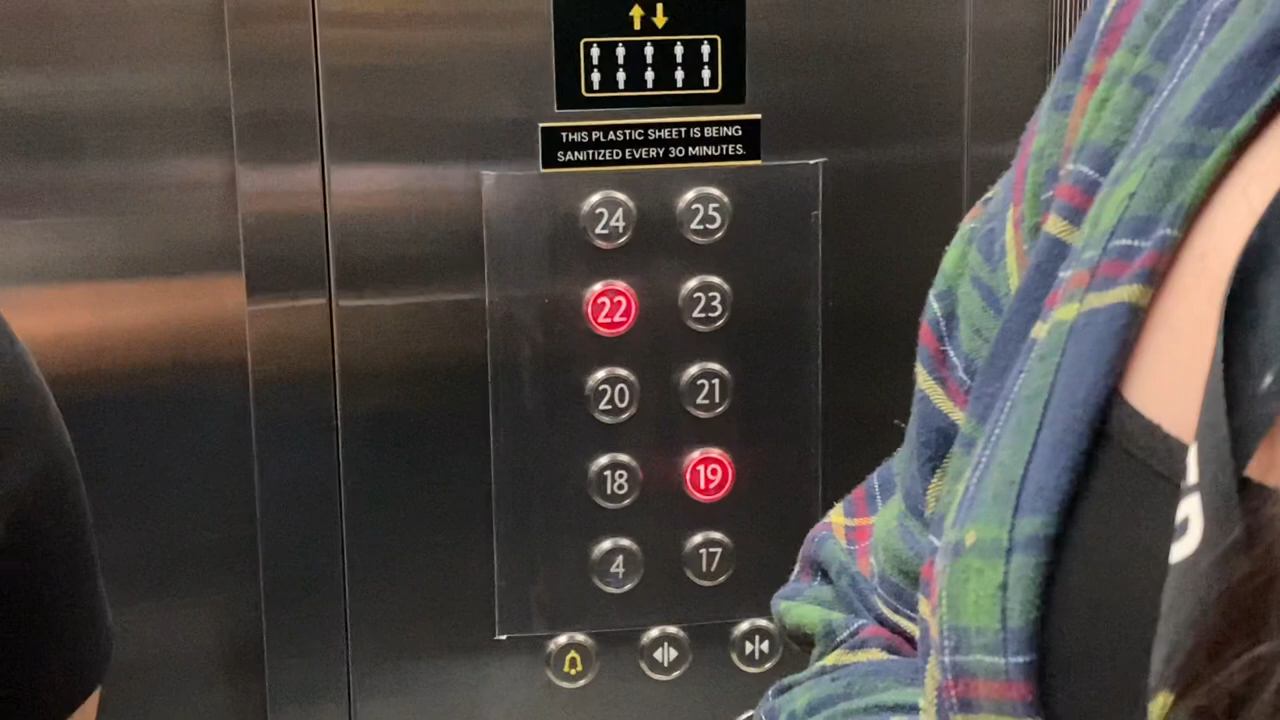 THIS PLASTIC SHEET IS BEING
SANITIZED EVERY 30 MINUTES.
24 25
22 23
20 21
18 19
4 17